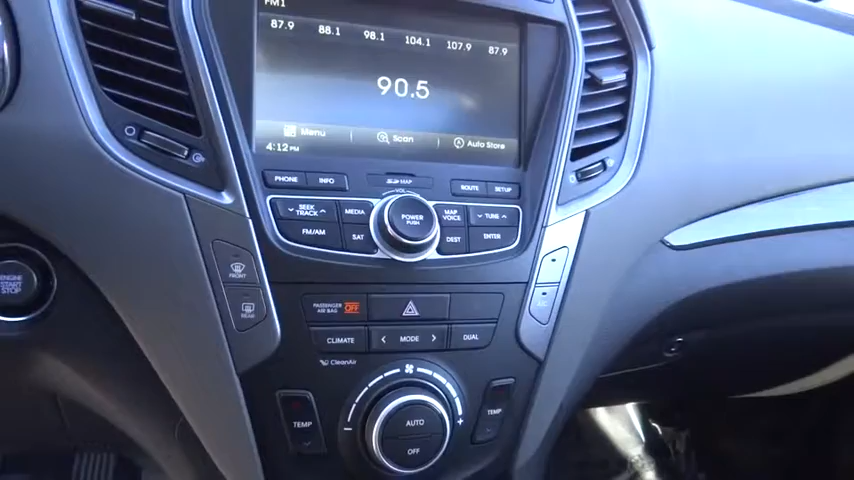 FM1
87.9 88.1 98.1 104.1 107.9 87.9
90.5
Menu Scan Auto Store
4:12 PM
PHONE INFO MAP ROUTE SETUP
VOL
SEEK TRACK MEDIA POWER PUSH MAP VOICE TUNE
FM/AM SAT DEST ENTER
ENGINE START STOP
FRONT
REAR
A/C
PASSENGER AIR BAG OFF
CLIMATE MODE DUAL
CleanAir
TEMP AUTO TEMP
OFF